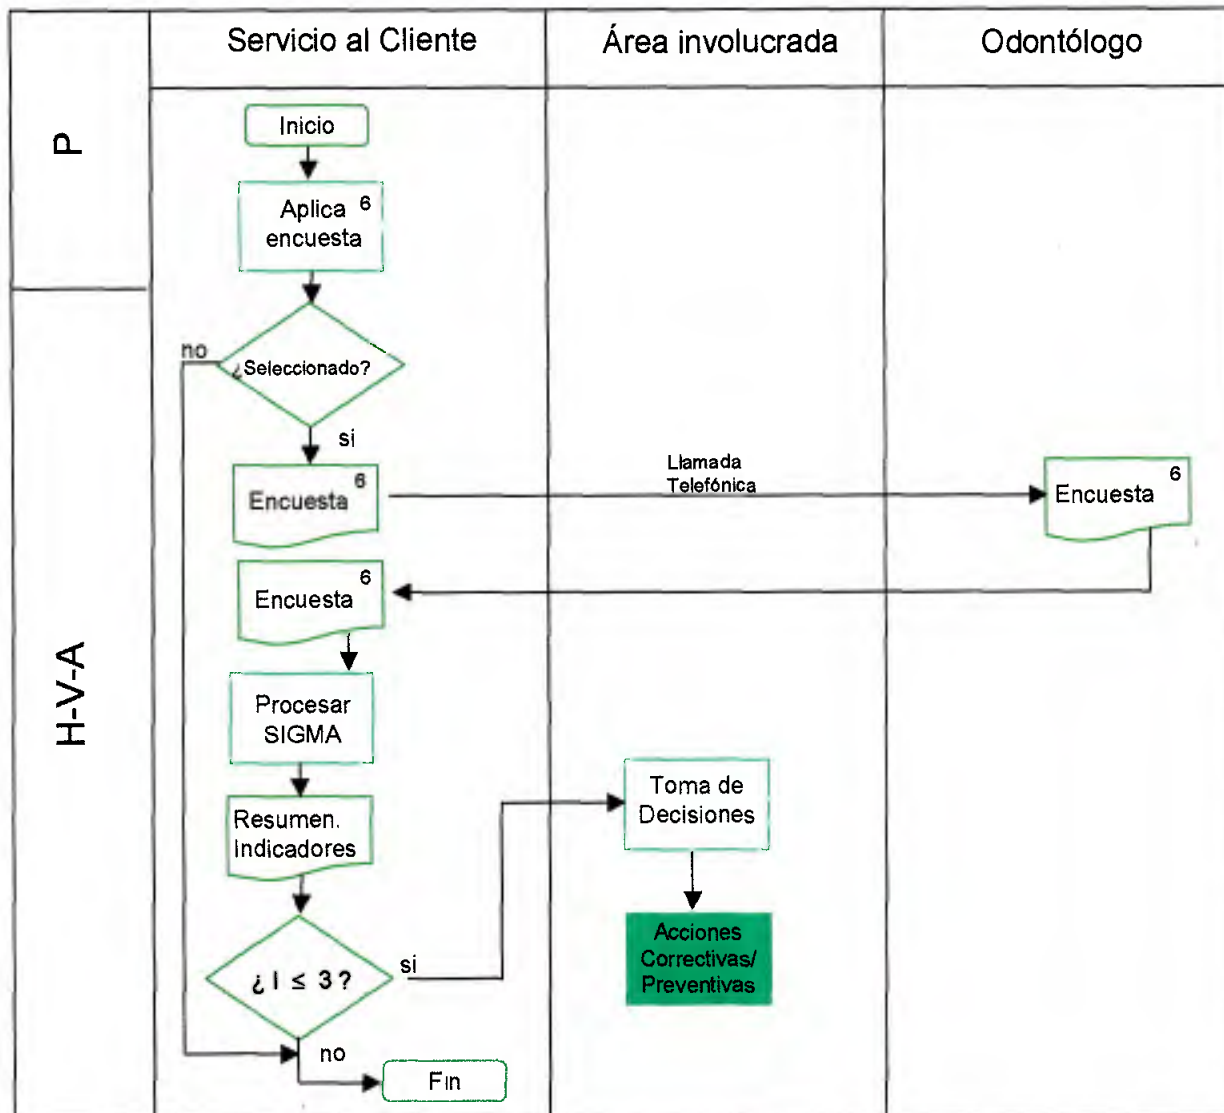 Servicio al Cliente
Área involucrada
Odontólogo
P
Inicio
Aplica 6
encuesta
H-V-A
no
¿Seleccionado?
si
Encuesta 6
Llamada
Telefónica
Encuesta 6
Encuesta 6
Procesar
SIGMA
Resumen.
Indicadores
Toma de
Decisiones
Acciones
Correctivas/
Preventivas
¿ I ≤ 3 ?
si
no
Fin